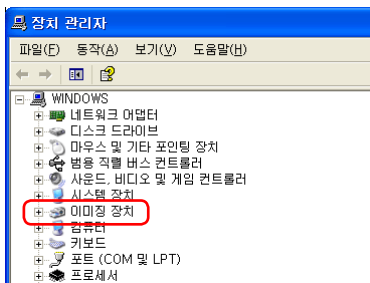 장치 관리자
파일(F) 동작(A) 보기(V) 도움말(H)
WINDOWS
네트워크 어댑터
디스크 드라이브
마우스 및 기타 포인팅 장치
범용 직렬 버스 컨트롤러
사운드, 비디오 및 게임 컨트롤러
시스템 장치
이미징 장치
컴퓨터
키보드
포트 (COM 및 LPT)
프로세서